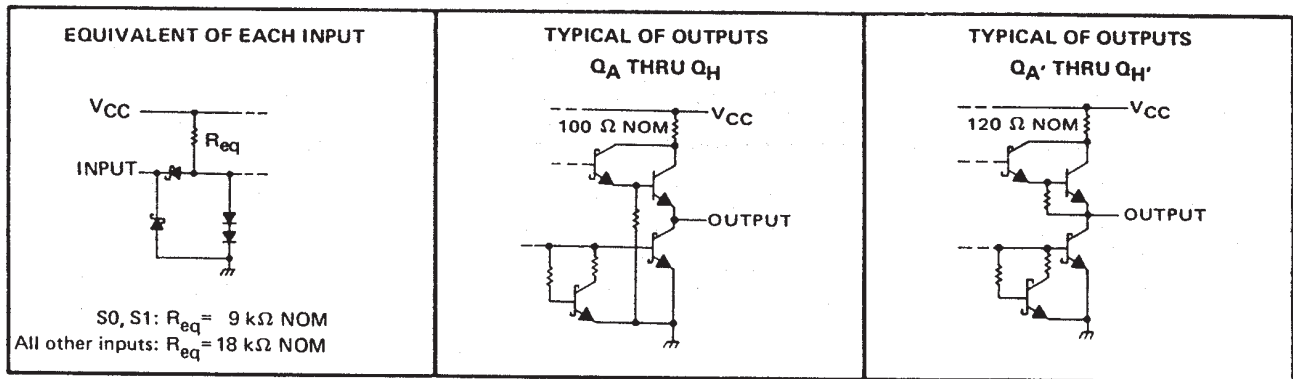 EQUIVALENT OF EACH INPUT
VCC
Req
INPUT
S0, S1: Req= 9 kΩ NOM
All other inputs: Req=18 kΩ NOM
TYPICAL OF OUTPUTS
QA THRU QH
VCC
100 Ω NOM
OUTPUT
TYPICAL OF OUTPUTS
QA' THRU QH'
VCC
120 Ω NOM
OUTPUT